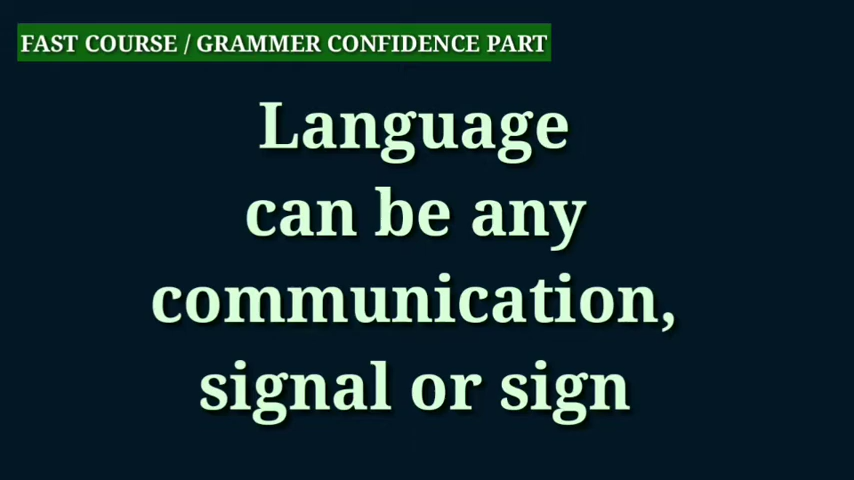 FAST COURSE / GRAMMER CONFIDENCE PART
Language
can be any
communication,
signal or sign